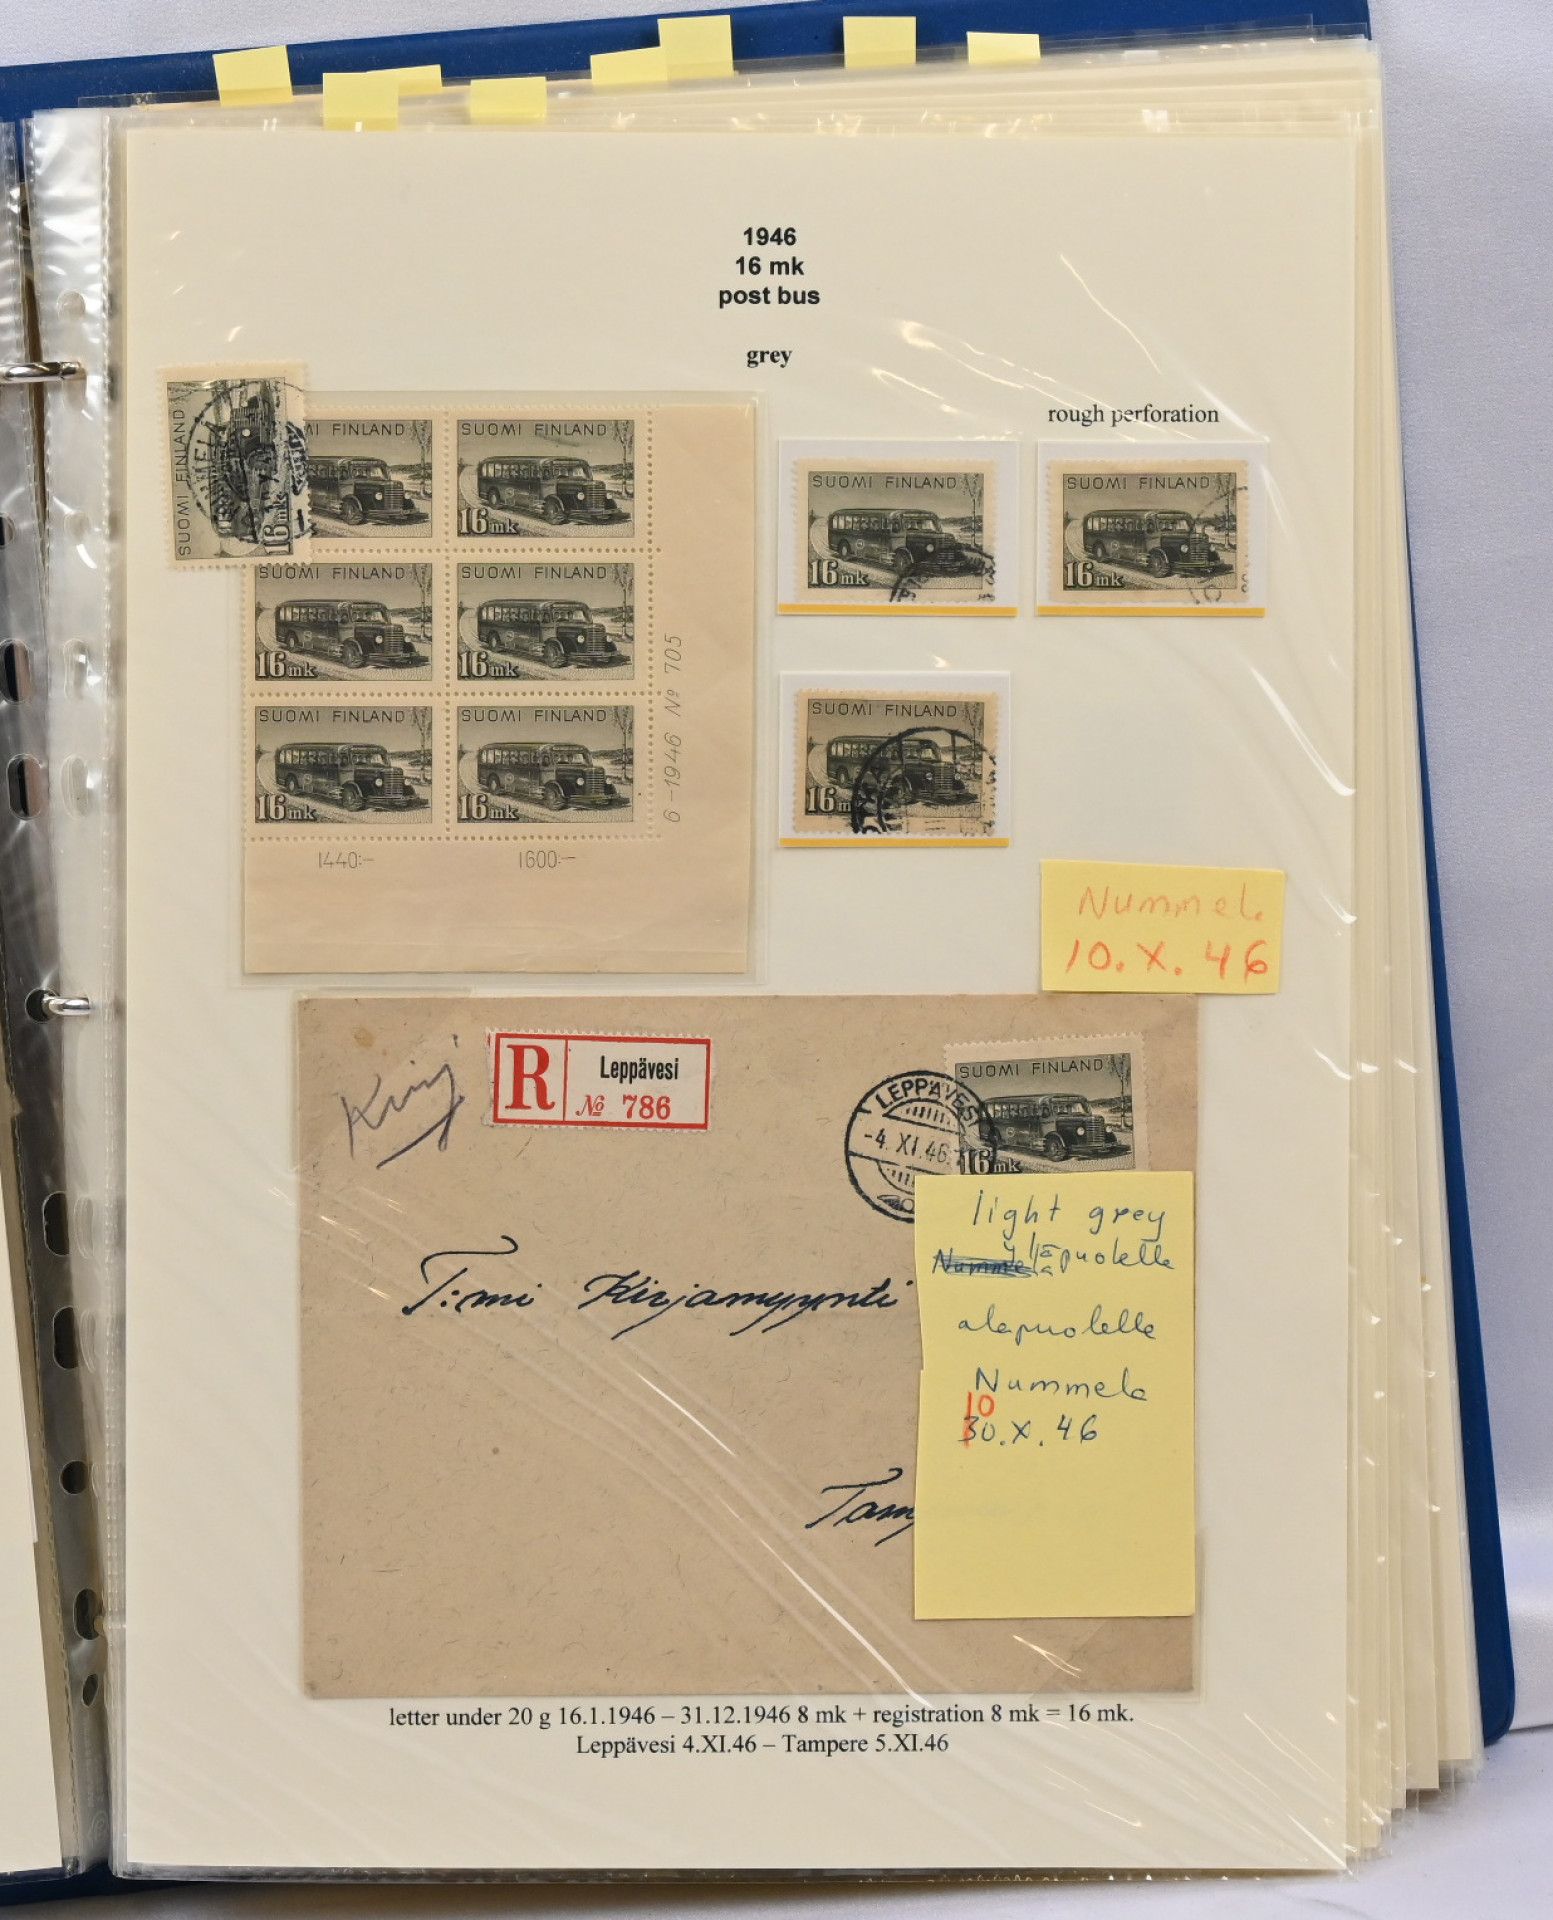 1946
16 mk
post bus
grey
rough perforation
SUOMI FINLAND
16 mk
FINLAND
16 mk
SUOMI FINLAND
16 mk
SUOMI FINLAND
16 mk
SUOMI FINLAND
16 mk
SUOMI FINLAND
16 mk
SUOMI FINLAND
16 mk
6-1946 No 705
1440:-
1600:-
SUOMI FINLAND
16 mk
SUOMI FINLAND
16 mk
SUOMI FINLAND
16 m
Nummela
10. X. 46
Kirj
R Leppävesi
No 786
LEPPÄVESI
-4. XI. 46
SUOMI FINLAND
16 mk
T:mi Kirjamyynti
Tam
light grey
Nummela yläpuolelle
alapuolelle
Nummela
10
30. X. 46
letter under 20 g 16.1.1946 – 31.12.1946 8 mk + registration 8 mk = 16 mk.
Leppävesi 4.XI.46 – Tampere 5.XI.46